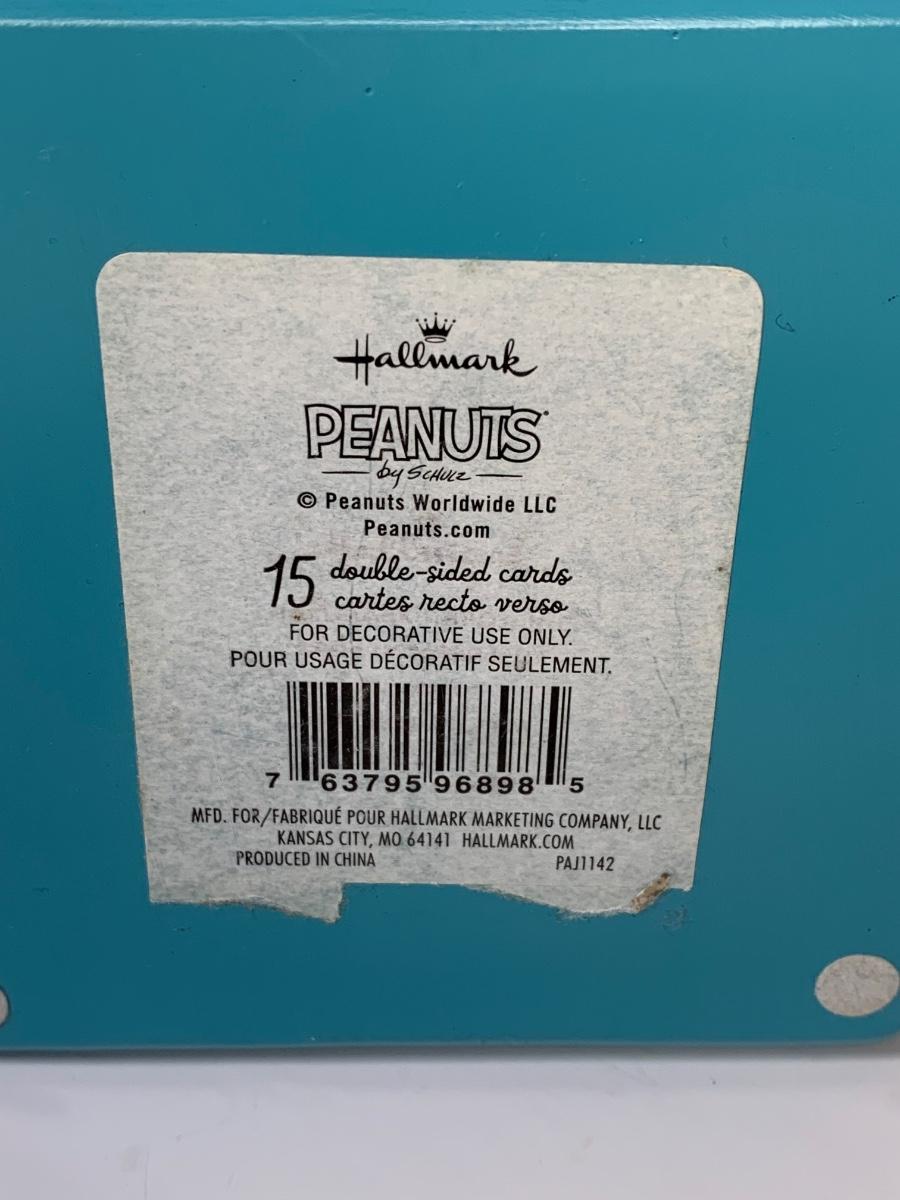 Hallmark
PEANUTS
by SCHULZ
© Peanuts Worldwide LLC
Peanuts.com
15 double-sided cards
cartes recto verso
FOR DECORATIVE USE ONLY.
POUR USAGE DÉCORATIF SEULEMENT.
7 63795 96898 5
MFD. FOR/FABRIQUÉ POUR HALLMARK MARKETING COMPANY, LLC
KANSAS CITY, MO 64141 HALLMARK.COM
PRODUCED IN CHINA PAJ1142